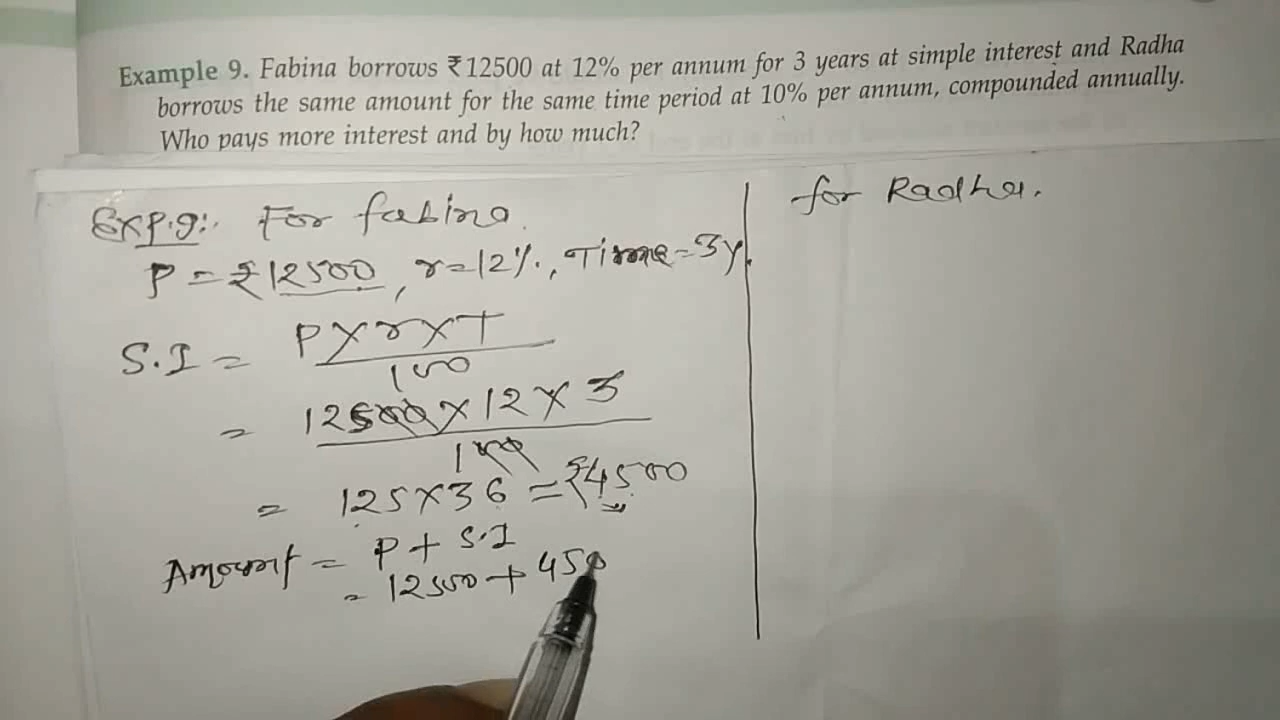 Example 9. Fabina borrows ₹12500 at 12% per annum for 3 years at simple interest and Radha
borrows the same amount for the same time period at 10% per annum, compounded annually.
Who pays more interest and by how much?
Exp.9:. For fabina.
P = ₹12500, r=12%., Time=3y.
S.I = P×r×T
100
= 12500×12×3
100
= 125×36 = ₹4500
Amount = P + S.I
= 12500 + 450
for Radha.